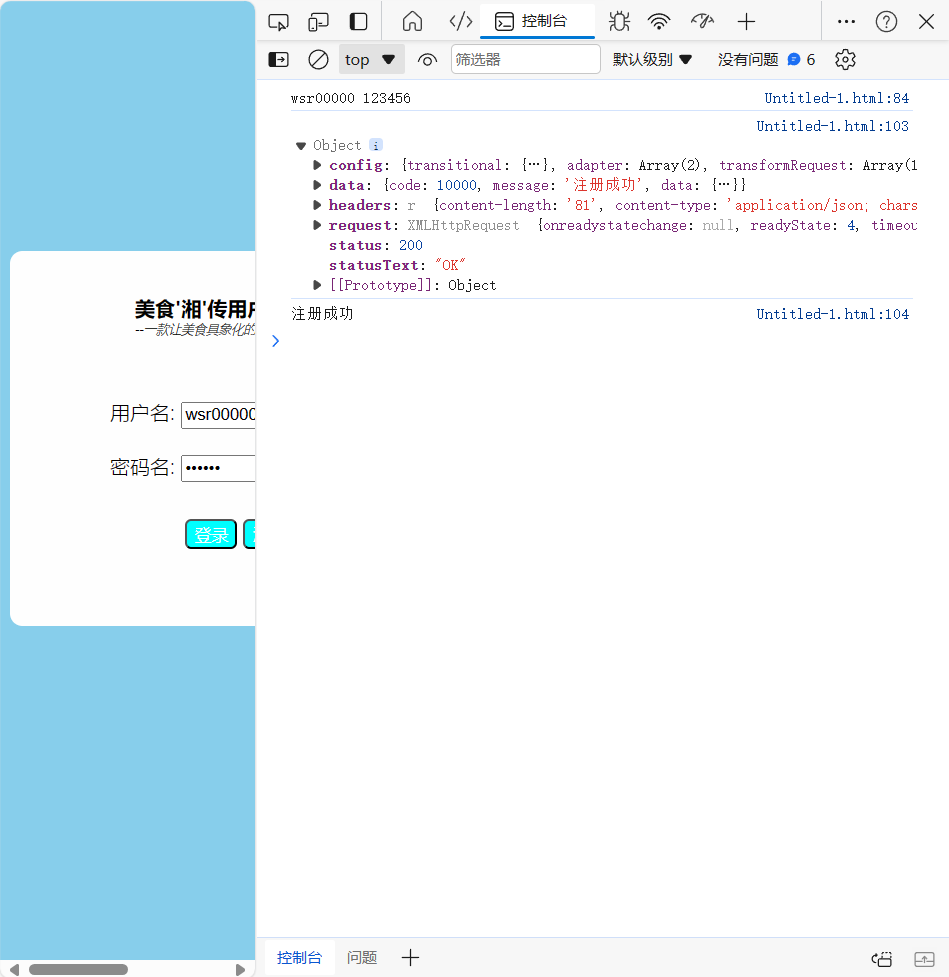 控制台
top
筛选器
默认级别
没有问题
6
wsr00000 123456
Untitled-1.html:84
Untitled-1.html:103
Object i
config: {transitional: {…}, adapter: Array(2), transformRequest: Array(1
data: {code: 10000, message: '注册成功', data: {…}}
headers: r {content-length: '81', content-type: 'application/json; chars
request: XMLHttpRequest {onreadystatechange: null, readyState: 4, timeou
status: 200
statusText: "OK"
[[Prototype]]: Object
注册成功
Untitled-1.html:104
美食'湘'传用户
--一款让美食具象化的
用户名: wsr00000
密码名: ••••••
登录
控制台
问题